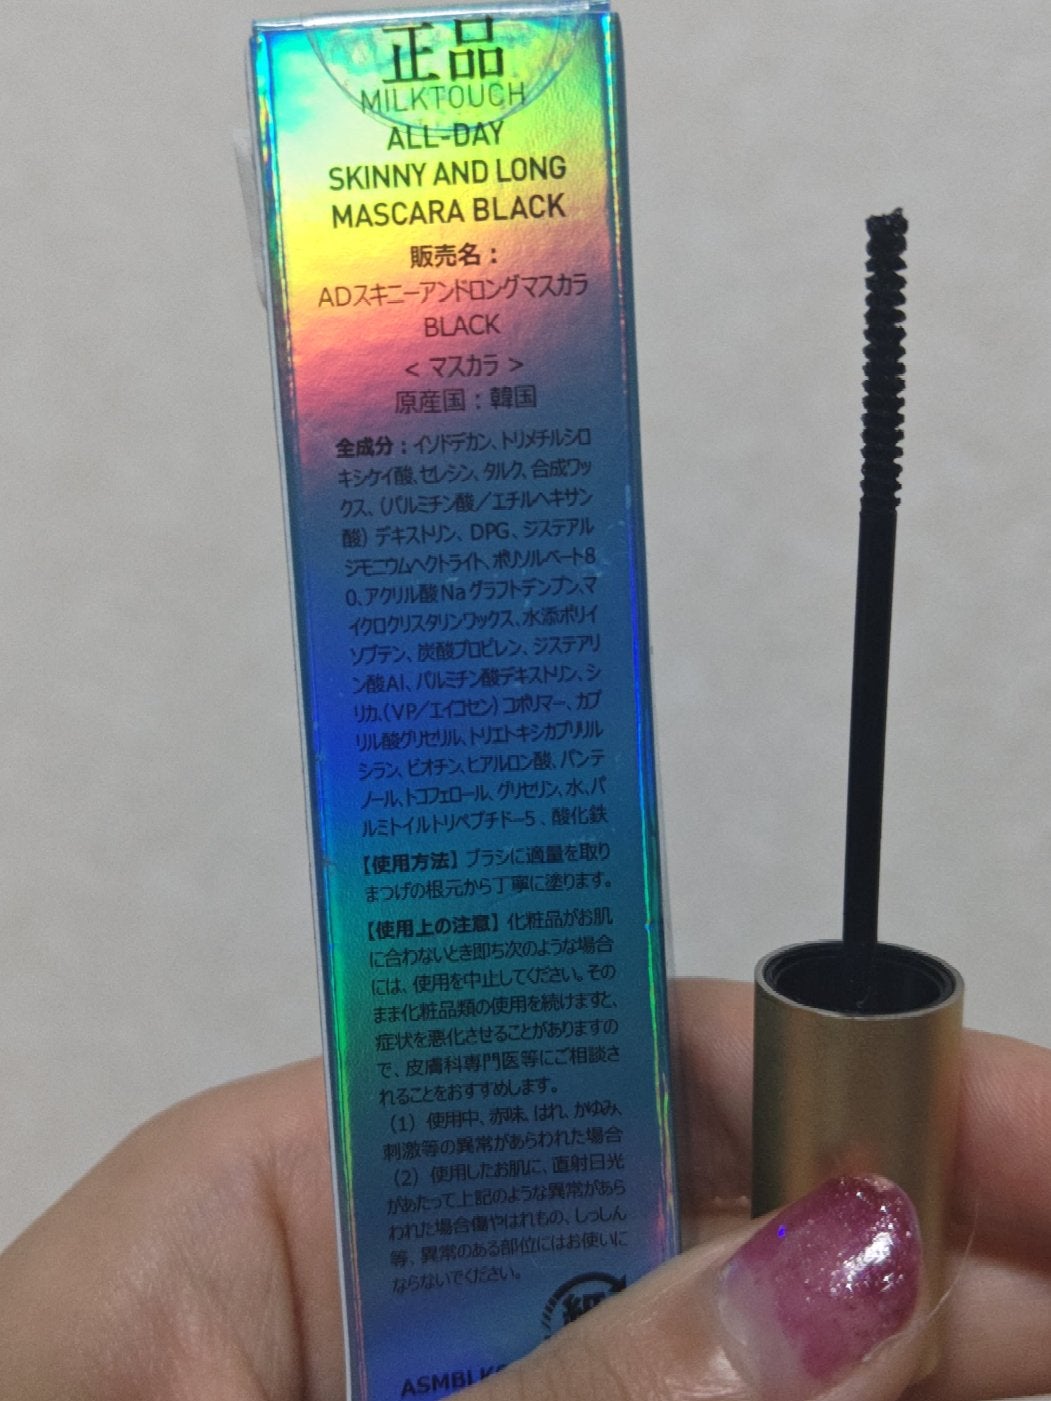 正品
MILKTOUCH
ALL-DAY
SKINNY AND LONG
MASCARA BLACK
販売名：
ADスキニーアンドロングマスカラ
BLACK
< マスカラ >
原産国：韓国
全成分：イソドデカン、トリメチルシロ
キシケイ酸、セレシン、タルク、合成ワッ
クス、（パルミチン酸／エチルヘキサン
酸）デキストリン、DPG、ジステアル
ジモニウムヘクトライト、ポリソルベート8
0、アクリル酸Naグラフトデンプン、マ
イクロクリスタリンワックス、水添ポリイ
ソブテン、炭酸プロピレン、ジステアリ
ン酸Al、パルミチン酸デキストリン、シ
リカ、（VP／エイコセン）コポリマー、カプ
リル酸グリセリル、トリエトキシカプリリル
シラン、ビオチン、ヒアルロン酸、パンテ
ノール、トコフェロール、グリセリン、水、パ
ルミトイルトリペプチド－5、酸化鉄
【使用方法】ブラシに適量を取り
まつげの根元から丁寧に塗ります。
【使用上の注意】化粧品がお肌
に合わないとき即ち次のような場合
には、使用を中止してください。その
まま化粧品類の使用を続けますと、
症状を悪化させることがありますの
で、皮膚科専門医等にご相談さ
れることをおすすめします。
（1）使用中、赤味、はれ、かゆみ、
刺激等の異常があらわれた場合
（2）使用したお肌に、直射日光
があたって上記のような異常があら
われた場合傷やはれもの、しっしん
等、異常のある部位にはお使いに
ならないでください。